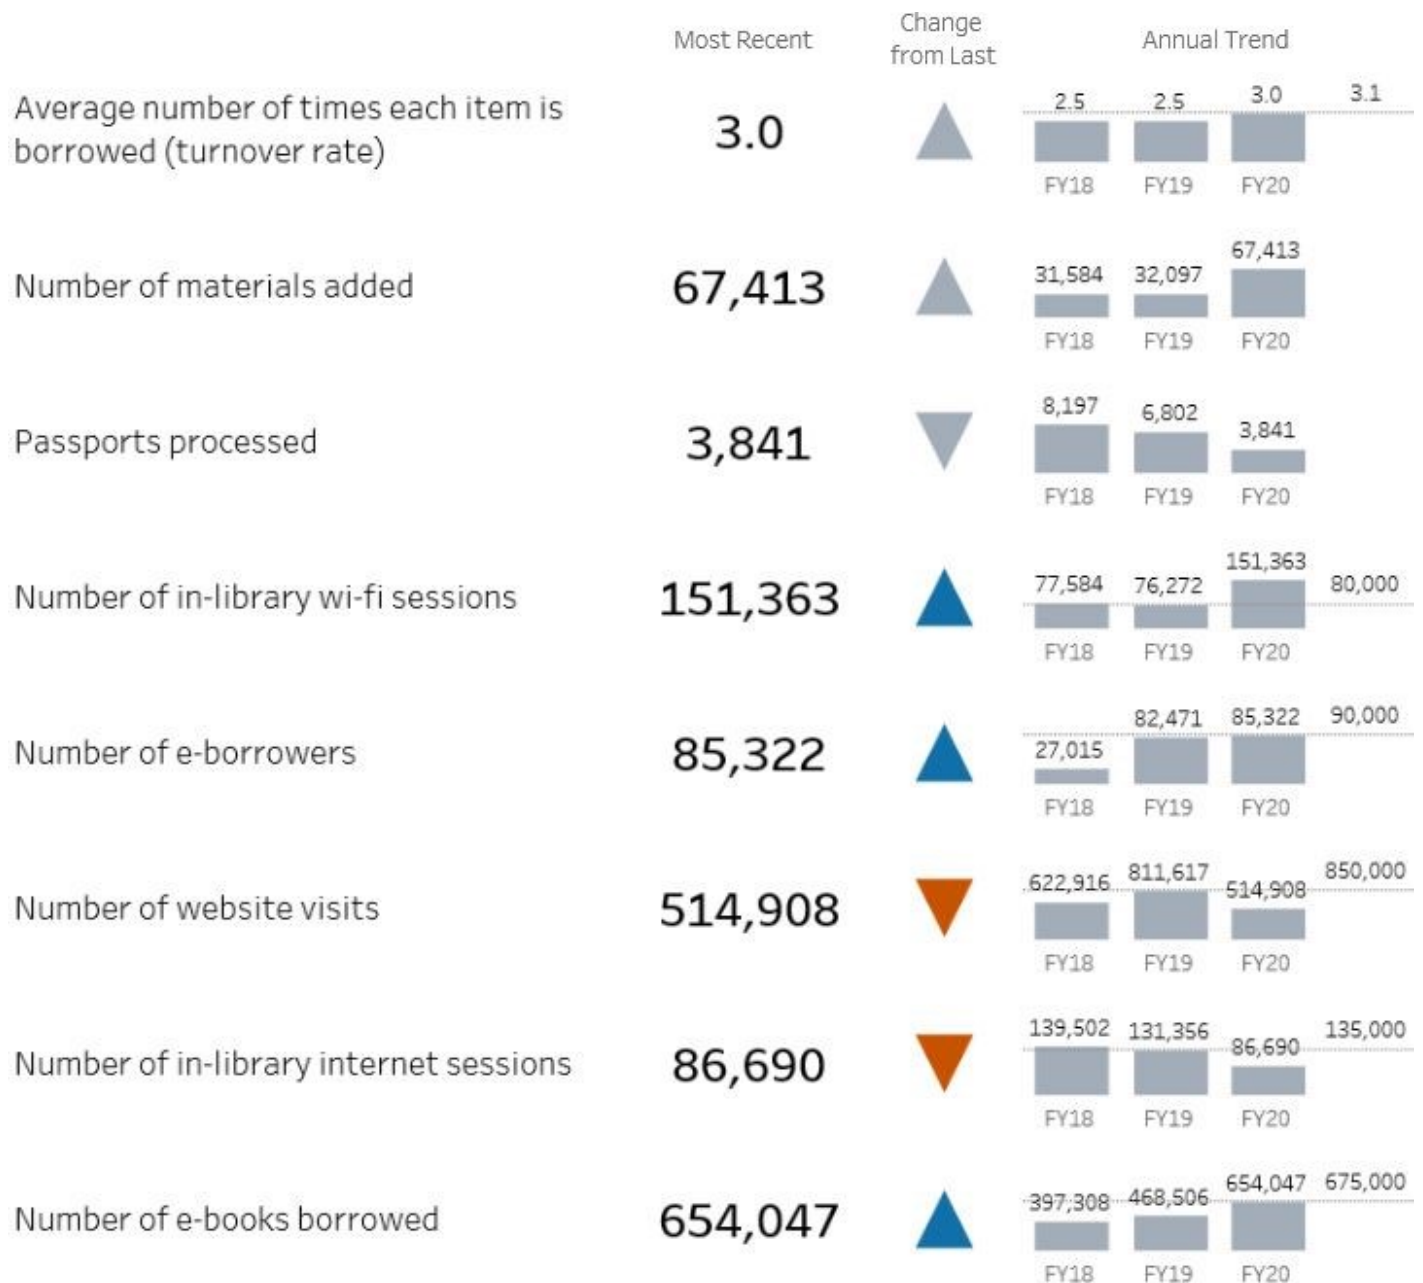 Most Recent
Change
from Last
Annual Trend
Average number of times each item is
borrowed (turnover rate)
3.0
2.5 2.5 3.0 3.1
FY18 FY19 FY20
Number of materials added
67,413
31,584 32,097 67,413
FY18 FY19 FY20
Passports processed
3,841
8,197 6,802 3,841
FY18 FY19 FY20
Number of in-library wi-fi sessions
151,363
77,584 76,272 151,363 80,000
FY18 FY19 FY20
Number of e-borrowers
85,322
27,015 82,471 85,322 90,000
FY18 FY19 FY20
Number of website visits
514,908
622,916 811,617 514,908 850,000
FY18 FY19 FY20
Number of in-library internet sessions
86,690
139,502 131,356 86,690 135,000
FY18 FY19 FY20
Number of e-books borrowed
654,047
397,308 468,506 654,047 675,000
FY18 FY19 FY20